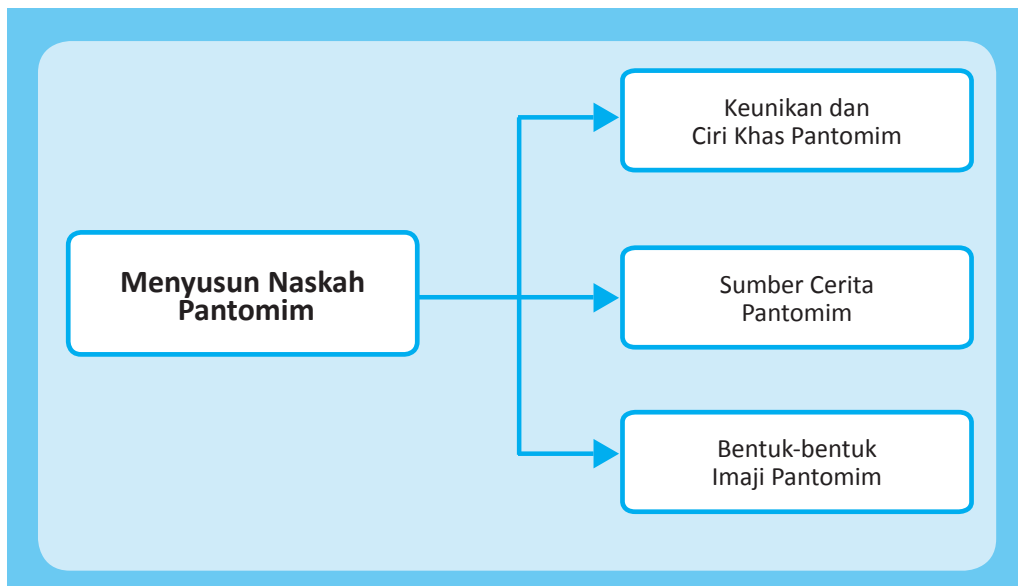 Menyusun Naskah
Pantomim
Keunikan dan
Ciri Khas Pantomim
Sumber Cerita
Pantomim
Bentuk-bentuk
Imaji Pantomim